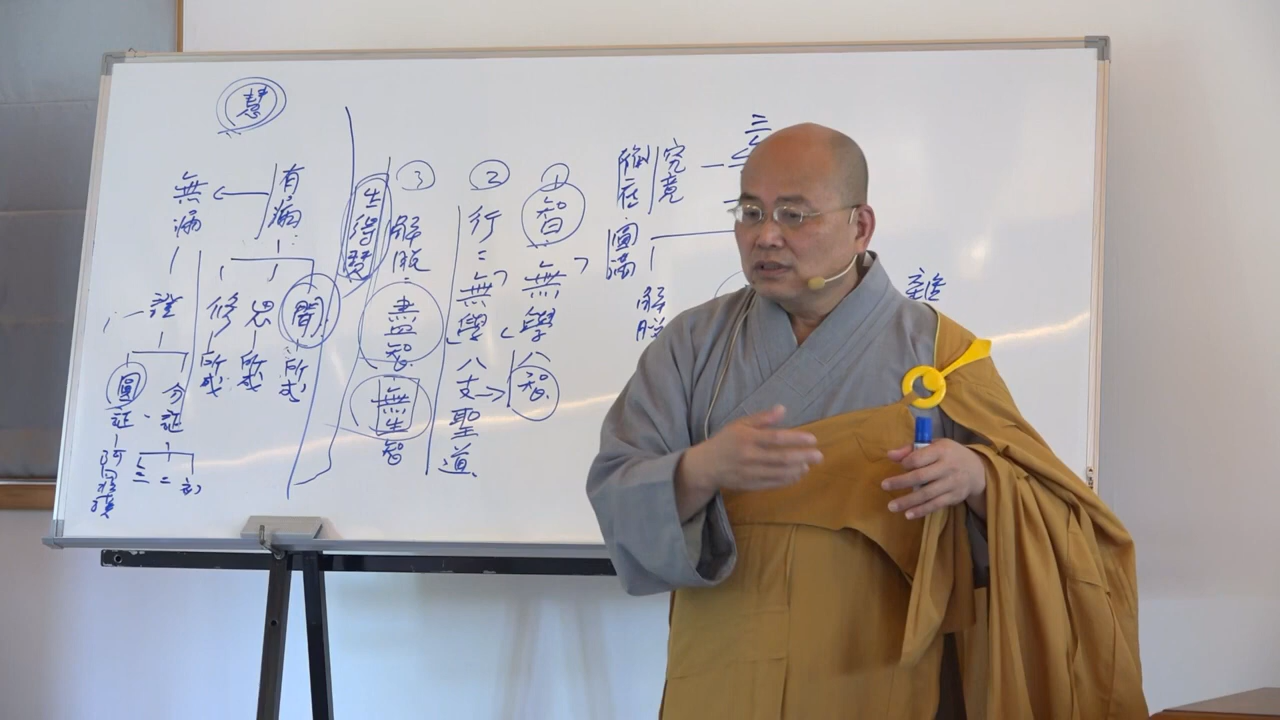 三
究竟
圓滿
解脫
離
①
智
無學
智
②
行：無學八支聖道
③
解脫：
盡智
無生智
生得慧
慧
有漏
無漏
聞所成
思所成
修所成
證
分證
初
二
三
圓證
阿羅漢